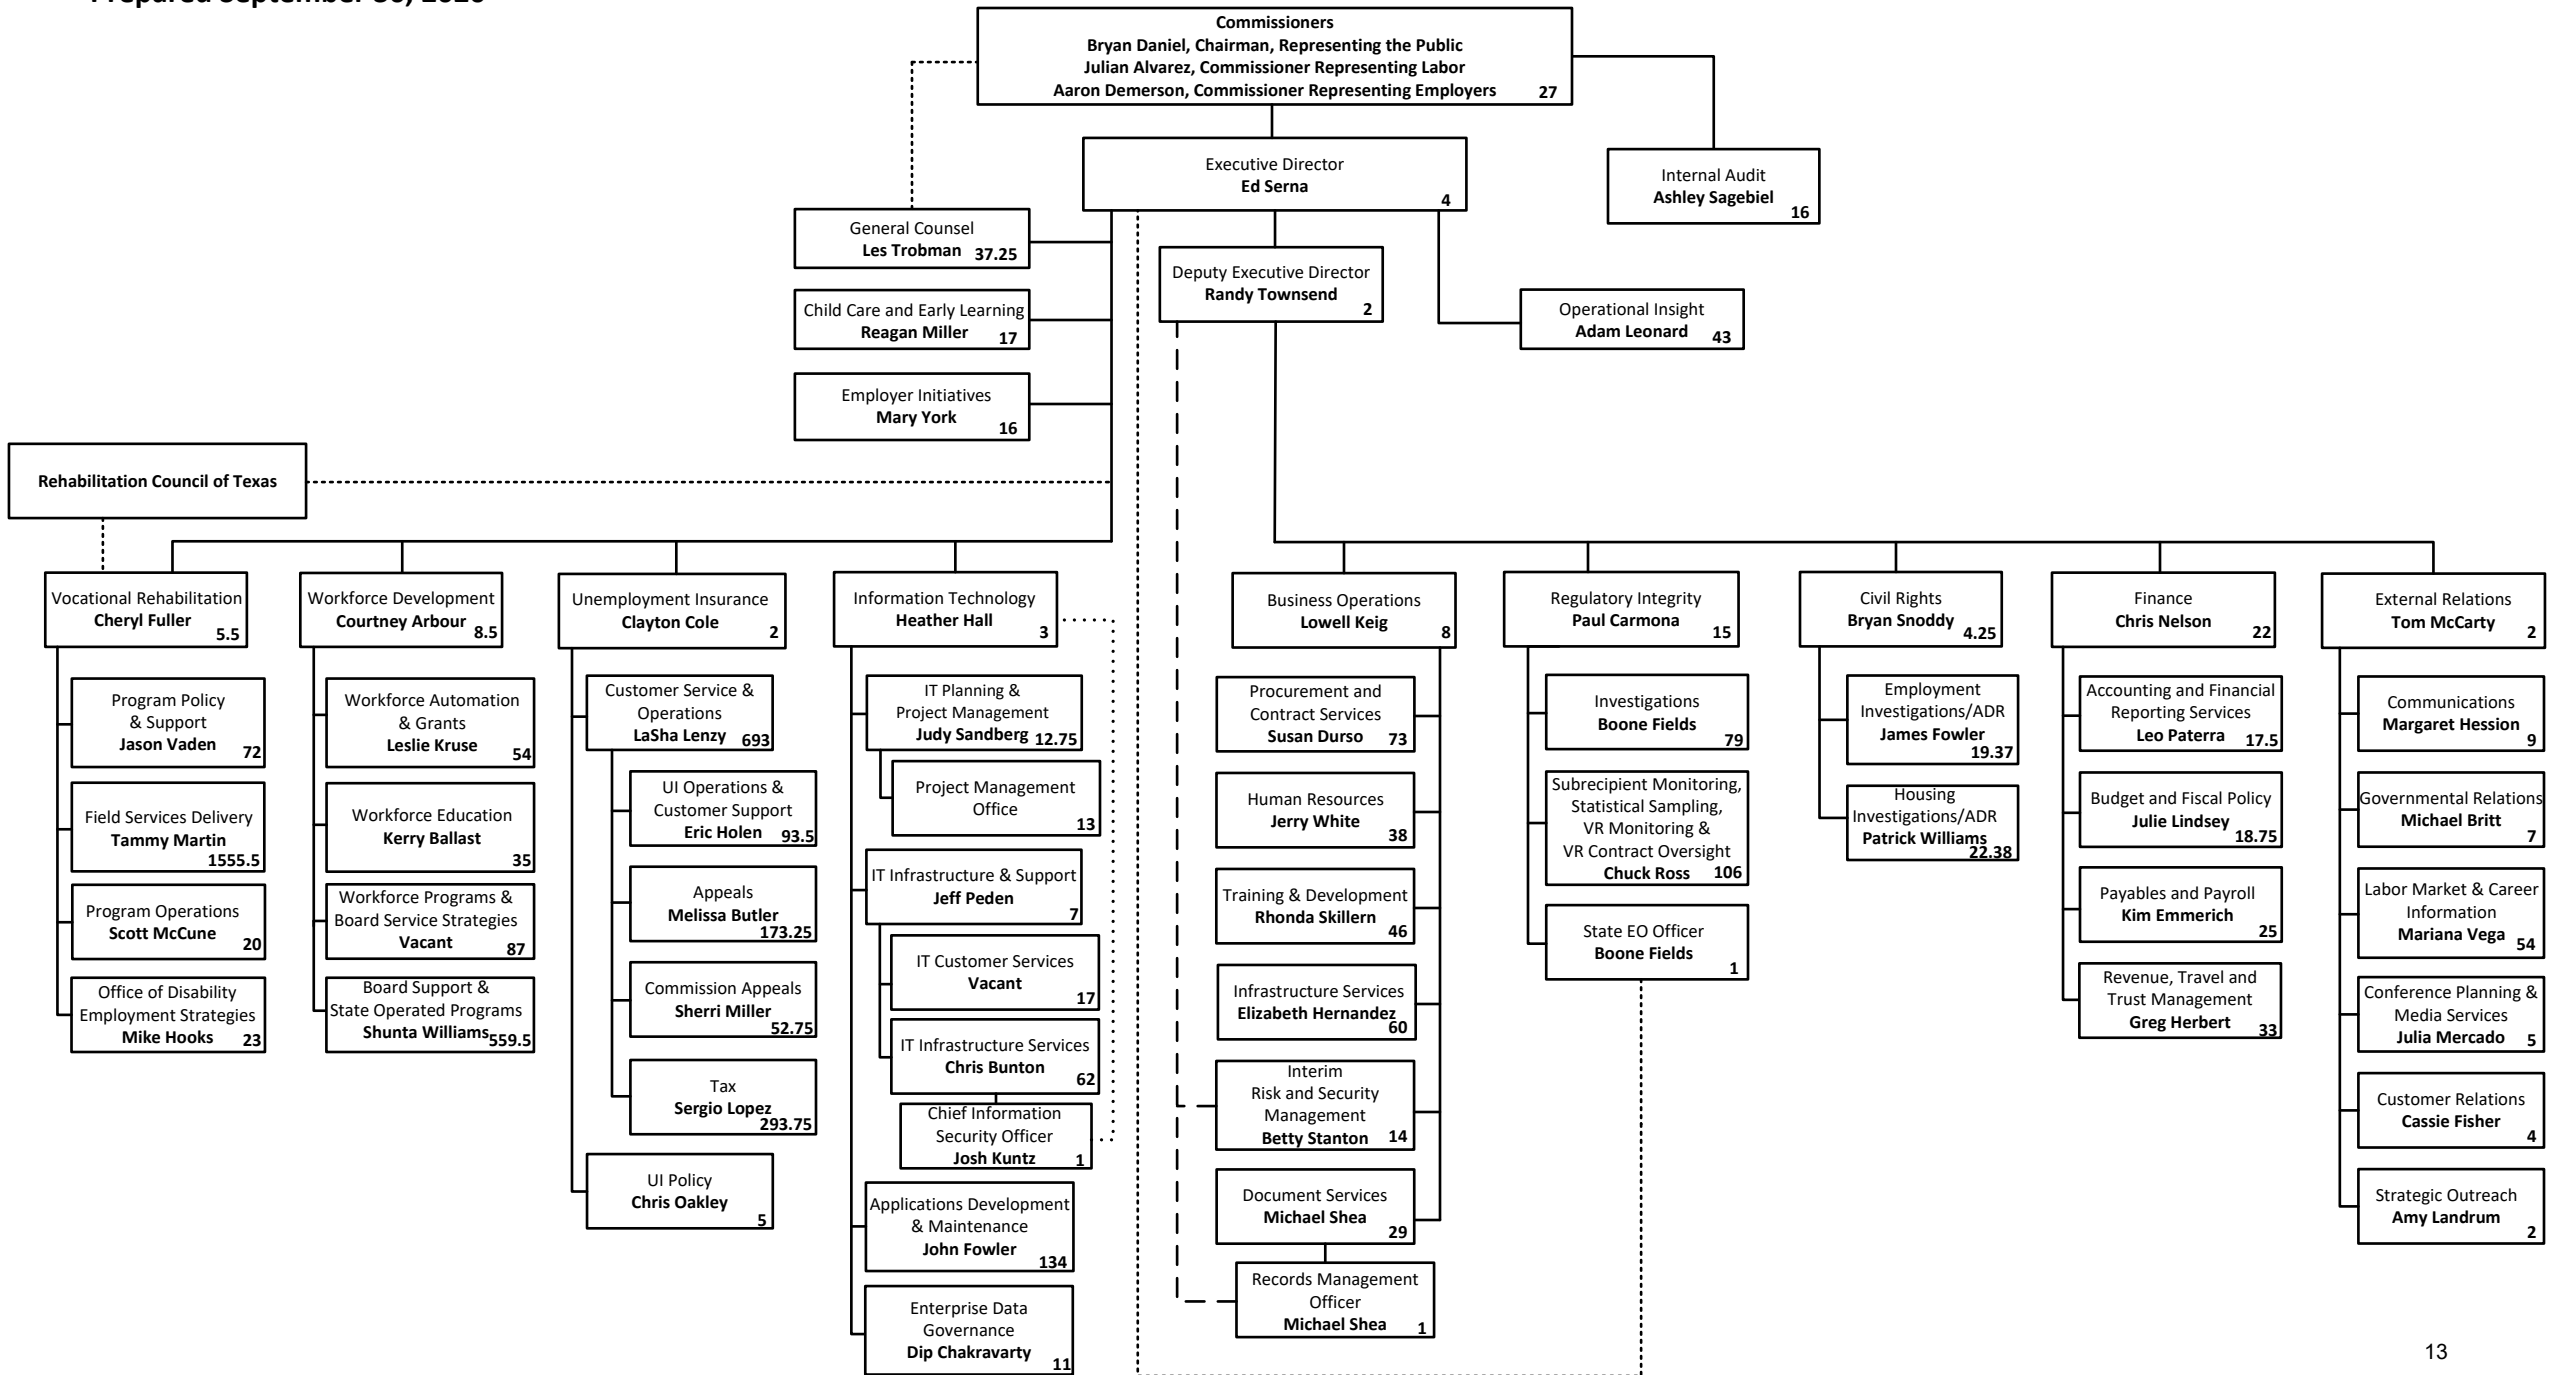 Prepared September 30, 2020
Commissioners
Bryan Daniel, Chairman, Representing the Public
Julian Alvarez, Commissioner Representing Labor
Aaron Demerson, Commissioner Representing Employers 27
Executive Director
Ed Serna
4
Internal Audit
Ashley Sagebiel
16
General Counsel
Les Trobman 37.25
Deputy Executive Director
Randy Townsend
2
Child Care and Early Learning
Reagan Miller
17
Operational Insight
Adam Leonard
43
Employer Initiatives
Mary York
16
Rehabilitation Council of Texas
Vocational Rehabilitation
Cheryl Fuller
5.5
Program Policy
& Support
Jason Vaden
72
Field Services Delivery
Tammy Martin
1555.5
Program Operations
Scott McCune
20
Office of Disability
Employment Strategies
Mike Hooks 23
Workforce Development
Courtney Arbour
8.5
Workforce Automation
& Grants
Leslie Kruse
54
Workforce Education
Kerry Ballast
35
Workforce Programs &
Board Service Strategies
Vacant
87
Board Support &
State Operated Programs
Shunta Williams 559.5
Unemployment Insurance
Clayton Cole
2
Customer Service &
Operations
LaSha Lenzy 693
UI Operations &
Customer Support
Eric Holen 93.5
Appeals
Melissa Butler
173.25
Commission Appeals
Sherri Miller
52.75
Tax
Sergio Lopez
293.75
UI Policy
Chris Oakley
5
Information Technology
Heather Hall
3
IT Planning &
Project Management
Judy Sandberg 12.75
Project Management
Office
13
IT Infrastructure & Support
Jeff Peden
7
IT Customer Services
Vacant
17
IT Infrastructure Services
Chris Bunton
62
Chief Information
Security Officer
Josh Kuntz 1
Applications Development
& Maintenance
John Fowler
134
Enterprise Data
Governance
Dip Chakravarty
11
Business Operations
Lowell Keig
8
Procurement and
Contract Services
Susan Durso 73
Human Resources
Jerry White
38
Training & Development
Rhonda Skillern
46
Infrastructure Services
Elizabeth Hernandez
60
Interim
Risk and Security
Management
Betty Stanton 14
Document Services
Michael Shea
29
Records Management
Officer
Michael Shea 1
Regulatory Integrity
Paul Carmona
15
Investigations
Boone Fields
79
Subrecipient Monitoring,
Statistical Sampling,
VR Monitoring &
VR Contract Oversight
Chuck Ross 106
State EO Officer
Boone Fields
1
Civil Rights
Bryan Snoddy
4.25
Employment
Investigations/ADR
James Fowler
19.37
Housing
Investigations/ADR
Patrick Williams
22.38
Finance
Chris Nelson
22
Accounting and Financial
Reporting Services
Leo Paterra
17.5
Budget and Fiscal Policy
Julie Lindsey
18.75
Payables and Payroll
Kim Emmerich
25
Revenue, Travel and
Trust Management
Greg Herbert 33
External Relations
Tom McCarty
2
Communications
Margaret Hession
9
Governmental Relations
Michael Britt
7
Labor Market & Career
Information
Mariana Vega 54
Conference Planning &
Media Services
Julia Mercado 5
Customer Relations
Cassie Fisher
4
Strategic Outreach
Amy Landrum
2
13